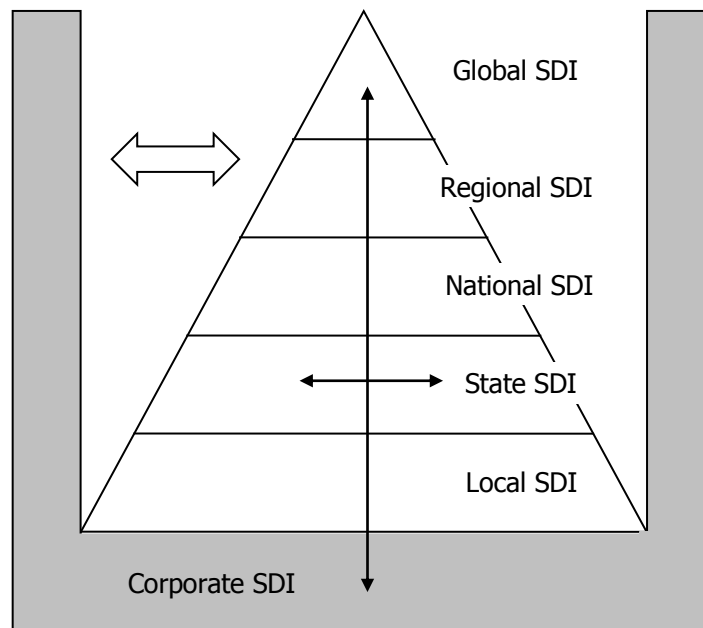 Global SDI
Regional SDI
National SDI
State SDI
Local SDI
Corporate SDI